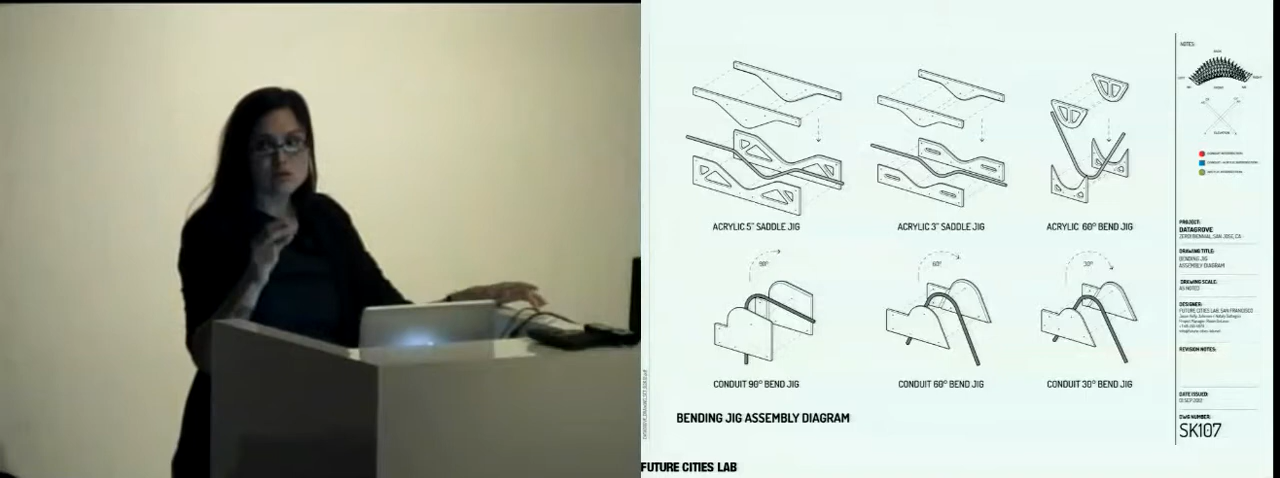 ACRYLIC 5" SADDLE JIG
ACRYLIC 3" SADDLE JIG
ACRYLIC 60° BEND JIG
90°
60°
30°
CONDUIT 90° BEND JIG
CONDUIT 60° BEND JIG
CONDUIT 30° BEND JIG
BENDING JIG ASSEMBLY DIAGRAM
FUTURE CITIES LAB
NOTES:
PROJECT:
DATAGROVE
DRAWING TITLE:
BENDING JIG
ASSEMBLY DIAGRAM
DRAWING SCALE:
AS NOTED
DESIGNER:
FUTURE CITIES LAB, SAN FRANCISCO
REVISION NOTES:
DATE ISSUED:
DWG NUMBER:
SK107